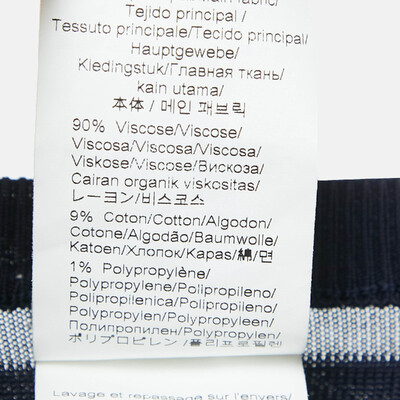 Tejido principal /
Tessuto principale/Tecido principal/
Hauptgewebe/
Kledingstuk/Главная ткань/
kain utama/
本体 / 메인 패브릭
90% Viscose/Viscose/
Viscosa/Viscosa/Viscosa/
Viskose/Viscose/Вискоза/
Cairan organik viskositas/
レーヨン/비스코스
9% Coton/Cotton/Algodon/
Cotone/Algodão/Baumwolle/
Katoen/Хлопок/Kapas/綿/면
1% Polypropylène/
Polypropylene/Polipropileno/
Polipropilenica/Polipropileno/
Polypropylen/Polypropyleen/
Полипропилен/Polypropylen/
ポリプロピレン / 폴리프로필렌
Lavage et repassage sur l'envers/